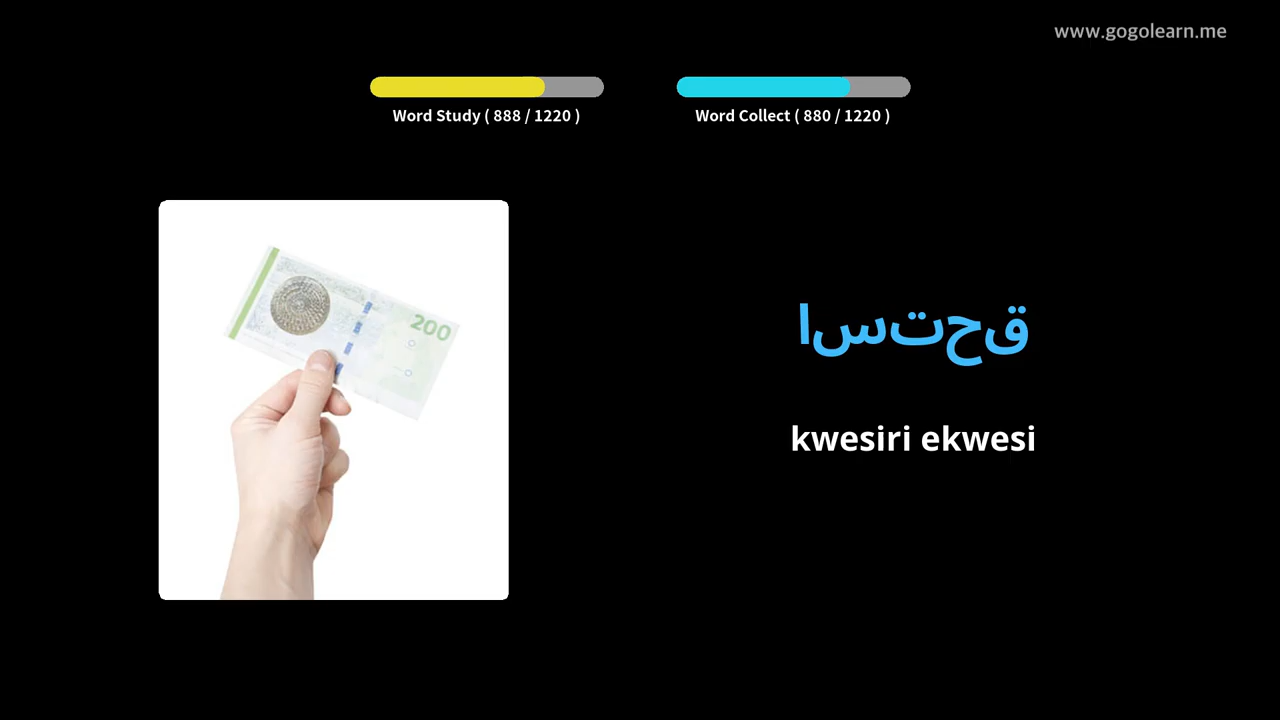 www.gogolearn.me
Word Study ( 888 / 1220 )
Word Collect ( 880 / 1220 )
200
استحق
kwesiri ekwesi